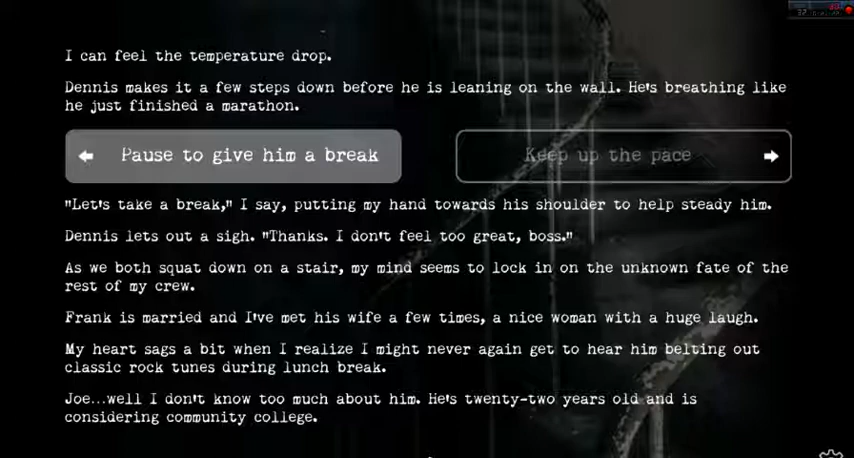 I can feel the temperature drop.
Dennis makes it a few steps down before he is leaning on the wall. He's breathing like
he just finished a marathon.
Pause to give him a break
Keep up the pace
"Let's take a break," I say, putting my hand towards his shoulder to help steady him.
Dennis lets out a sigh. "Thanks. I don't feel too great, boss."
As we both squat down on a stair, my mind seems to lock in on the unknown fate of the
rest of my crew.
Frank is married and I've met his wife a few times, a nice woman with a huge laugh.
My heart sags a bit when I realize I might never again get to hear him belting out
classic rock tunes during lunch break.
Joe...well I don't know too much about him. He's twenty-two years old and is
considering community college.